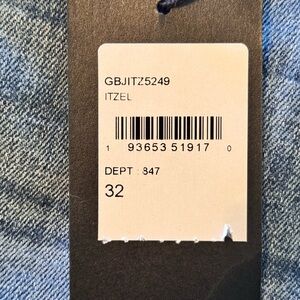 GBJITZ5249
ITZEL
1 93653 51917 0
DEPT : 847
32